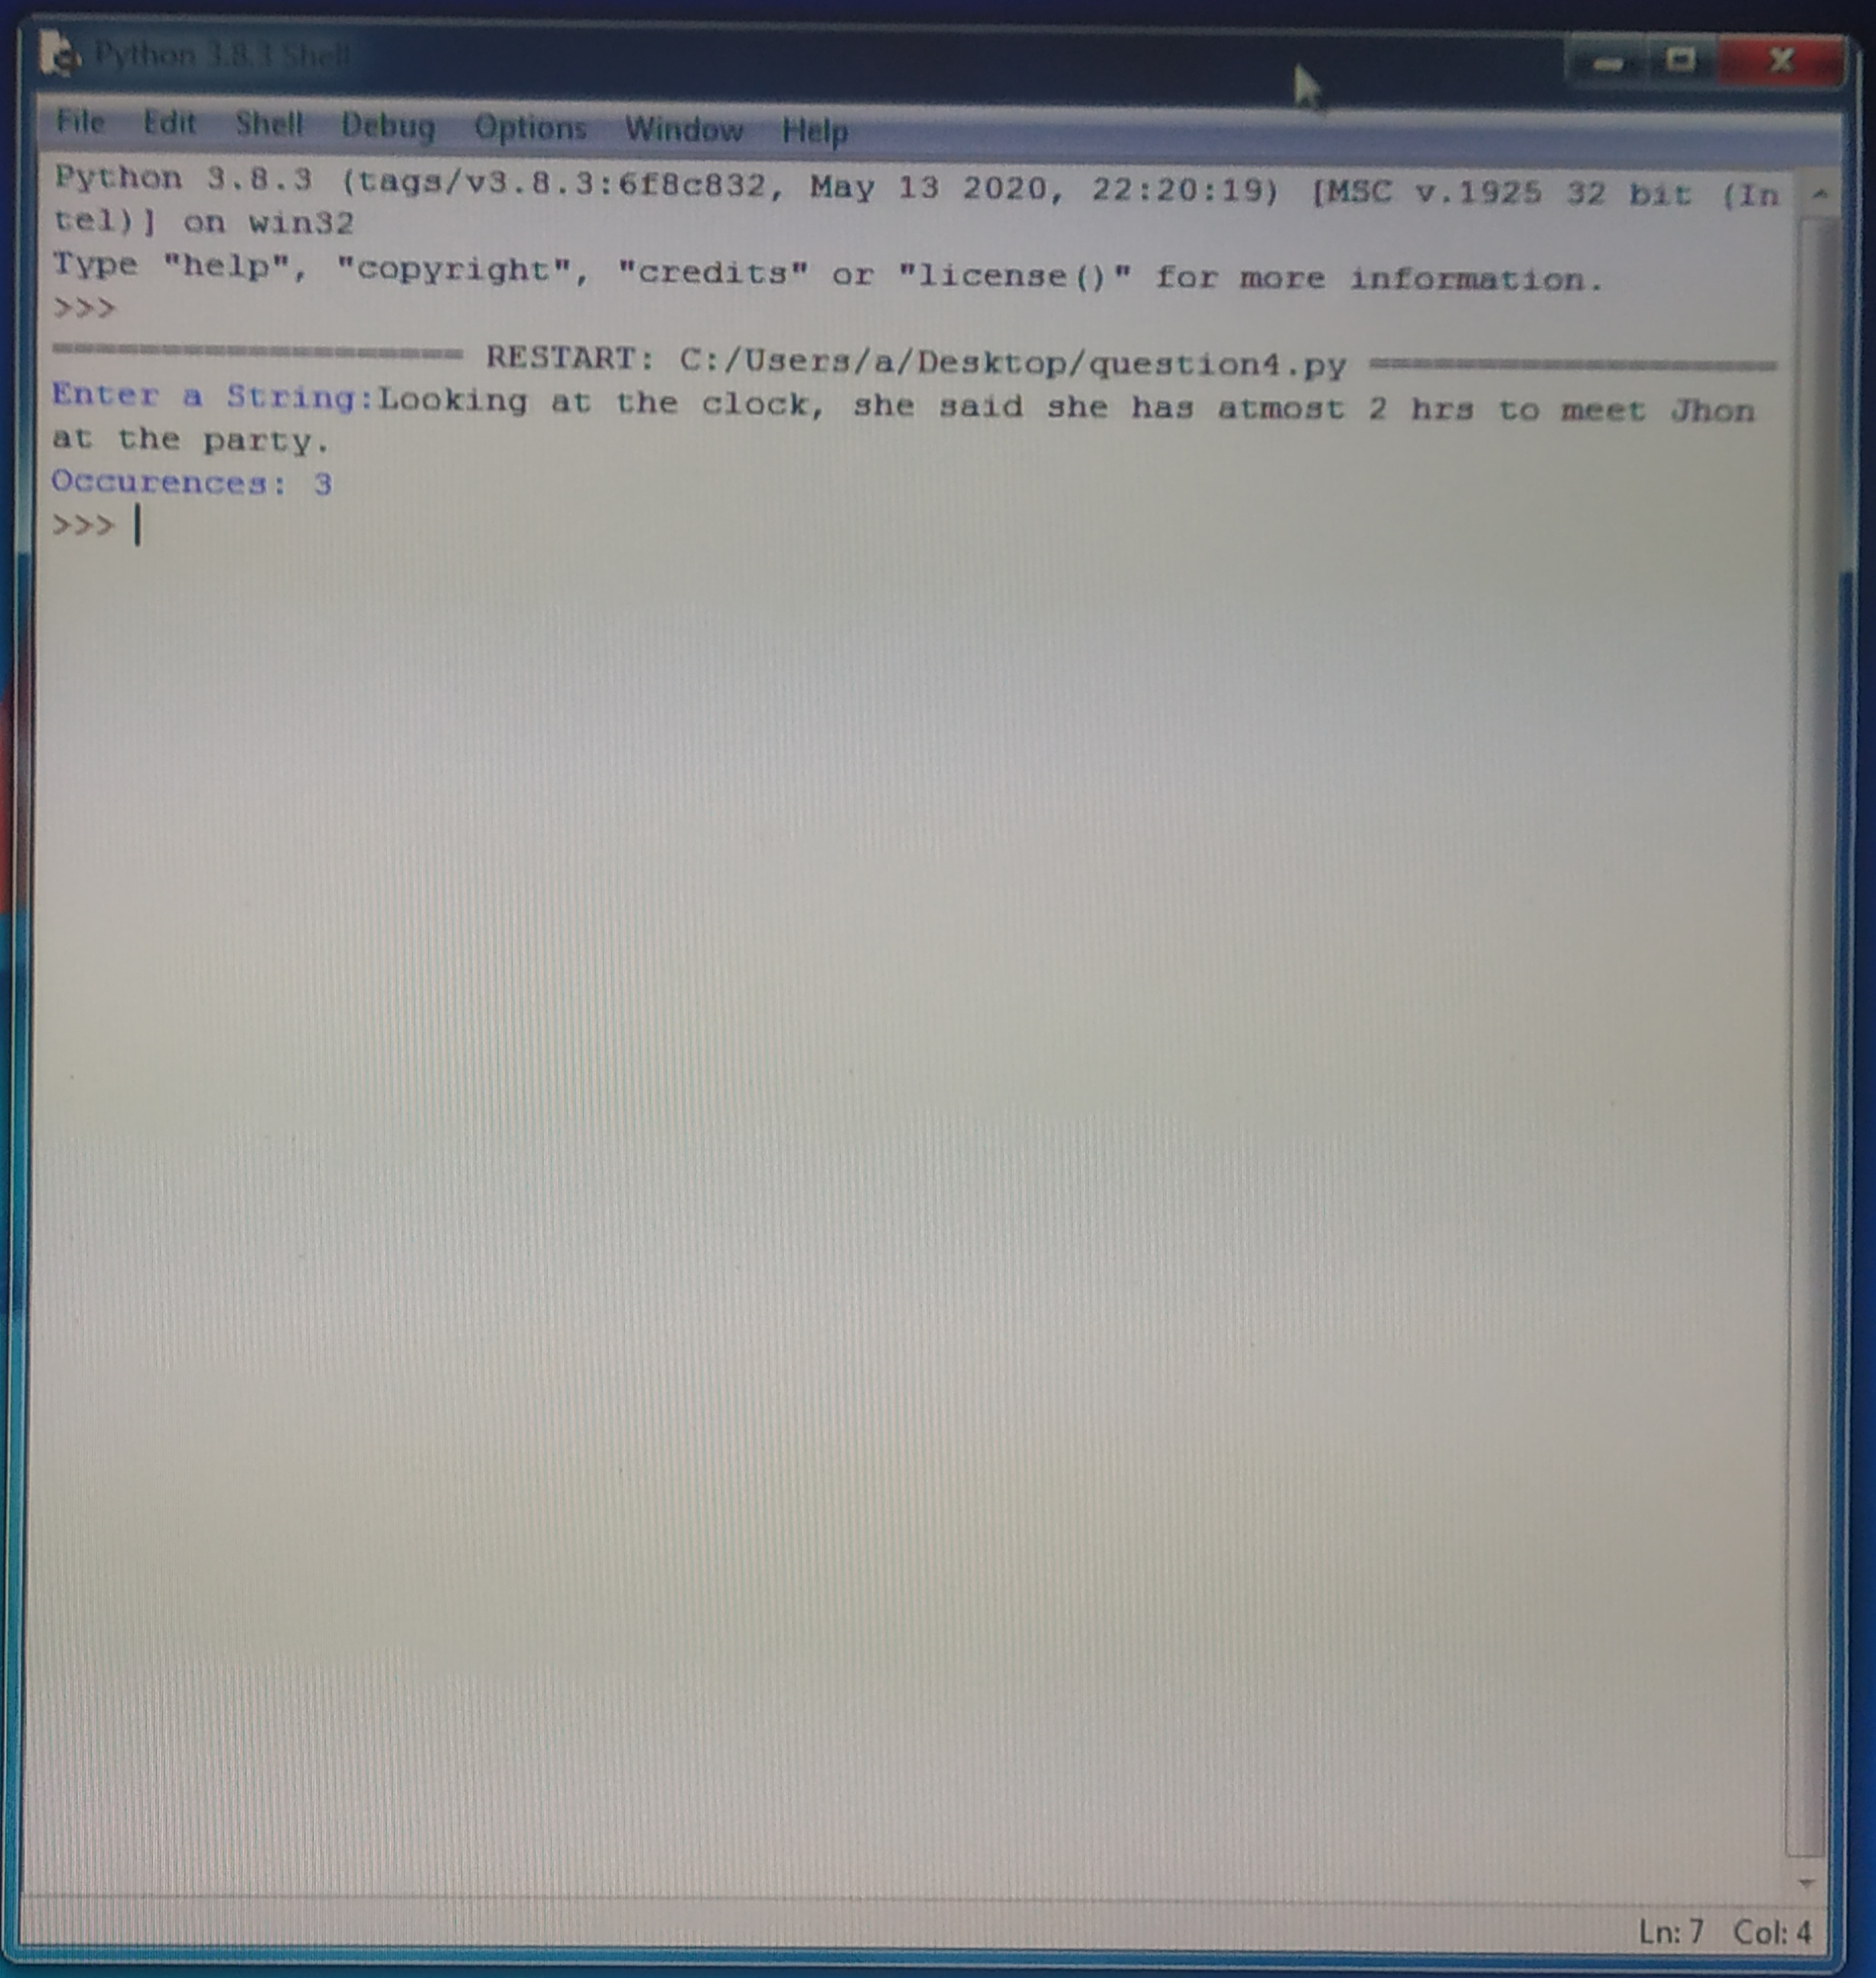 Python 3.8.3 Shell
File Edit Shell Debug Options Window Help
Python 3.8.3 (tags/v3.8.3:6f8c832, May 13 2020, 22:20:19) [MSC v.1925 32 bit (In
tel)] on win32
Type "help", "copyright", "credits" or "license()" for more information.
>>>
==================== RESTART: C:/Users/a/Desktop/question4.py ====================
Enter a String:Looking at the clock, she said she has atmost 2 hrs to meet Jhon
at the party.
Occurences: 3
>>>
Ln: 7 Col: 4